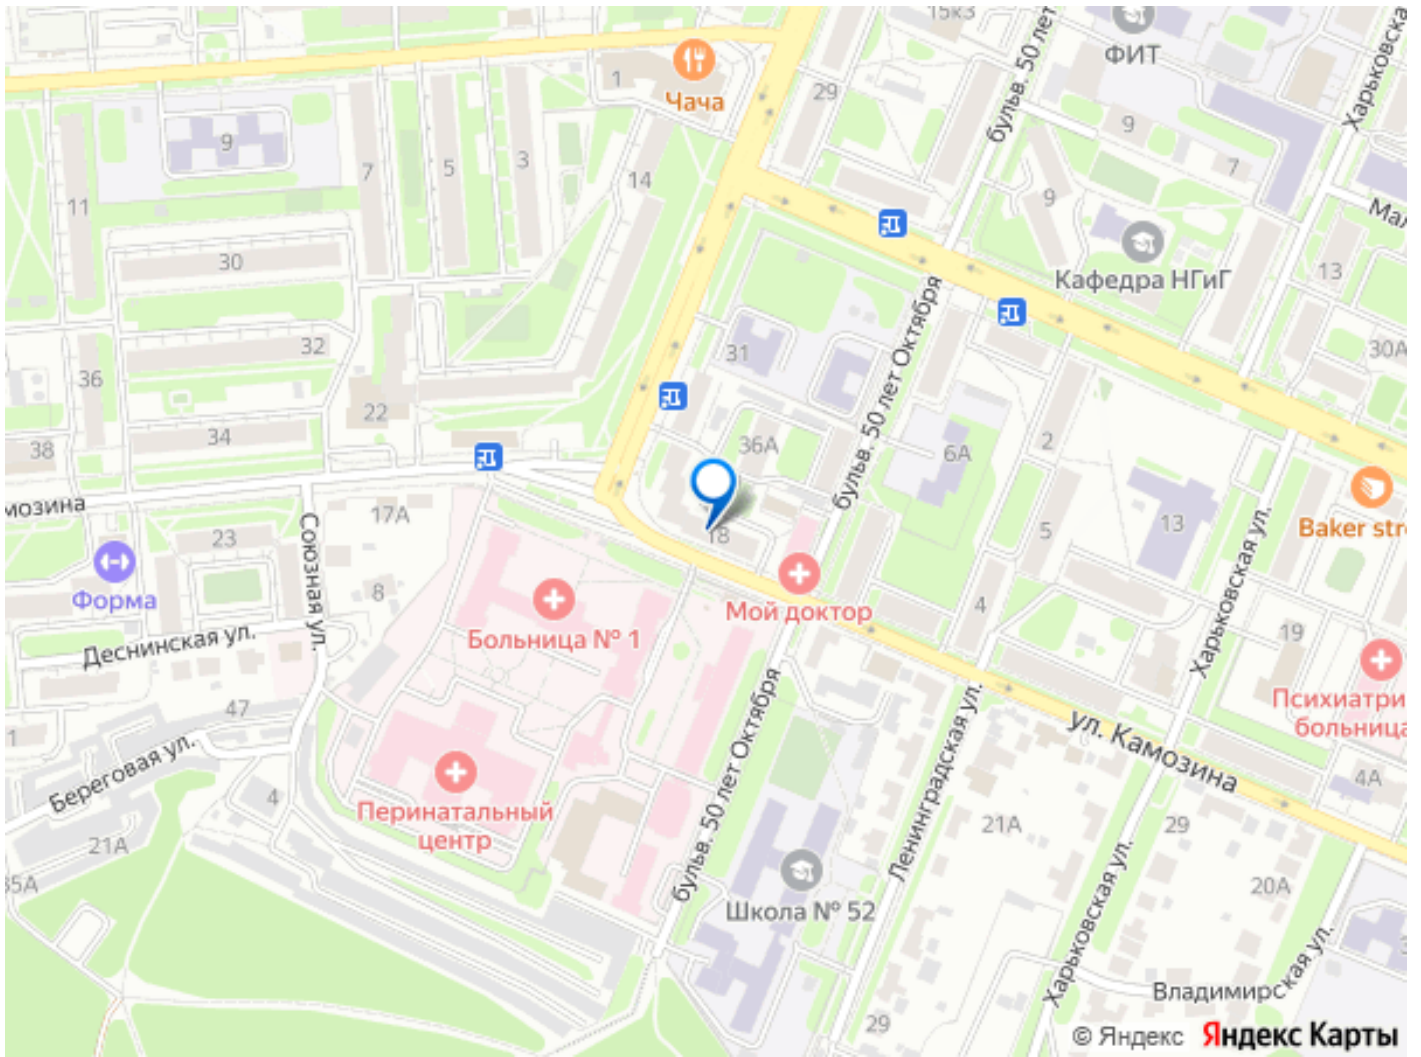 15к3
ФИТ
бульв. 50 лет
Харьковская
1
Чача
29
9
9
7
5
3
14
7
11
9
Мал
Кафедра НГиГ
13
30
бульв. 50 лет Октября
32
31
30А
36
22
34
38
36А
2
6А
мозина
17А
18
13
5
Baker str
23
Союзная ул.
Харьковская ул.
Форма
8
Больница № 1
Мой доктор
4
19
Деснинская ул.
Психиатри
больница
47
1
бульв. 50 лет Октября
ул. Камозина
Береговая ул.
4
Перинатальный
центр
Ленинградская ул.
4А
21А
21А
29
35А
20А
Школа № 52
Харьковская ул.
Владимирская ул.
29
© Яндекс Яндекс Карты